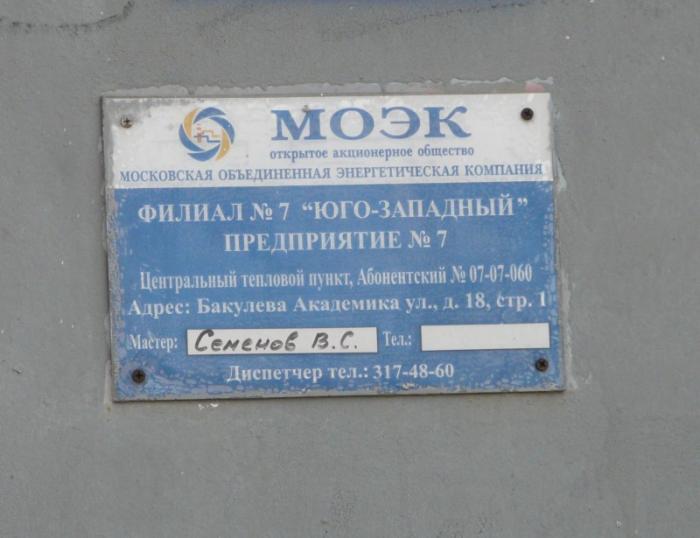 МОЭК
открытое акционерное общество
МОСКОВСКАЯ ОБЪЕДИНЕННАЯ ЭНЕРГЕТИЧЕСКАЯ КОМПАНИЯ
ФИЛИАЛ № 7 "ЮГО-ЗАПАДНЫЙ"
ПРЕДПРИЯТИЕ № 7
Центральный тепловой пункт, Абонентский № 07-07-060
Адрес: Бакулева Академика ул., д. 18, стр. 1
Мастер: Семенов В.С. Тел.:
Диспетчер тел.: 317-48-60